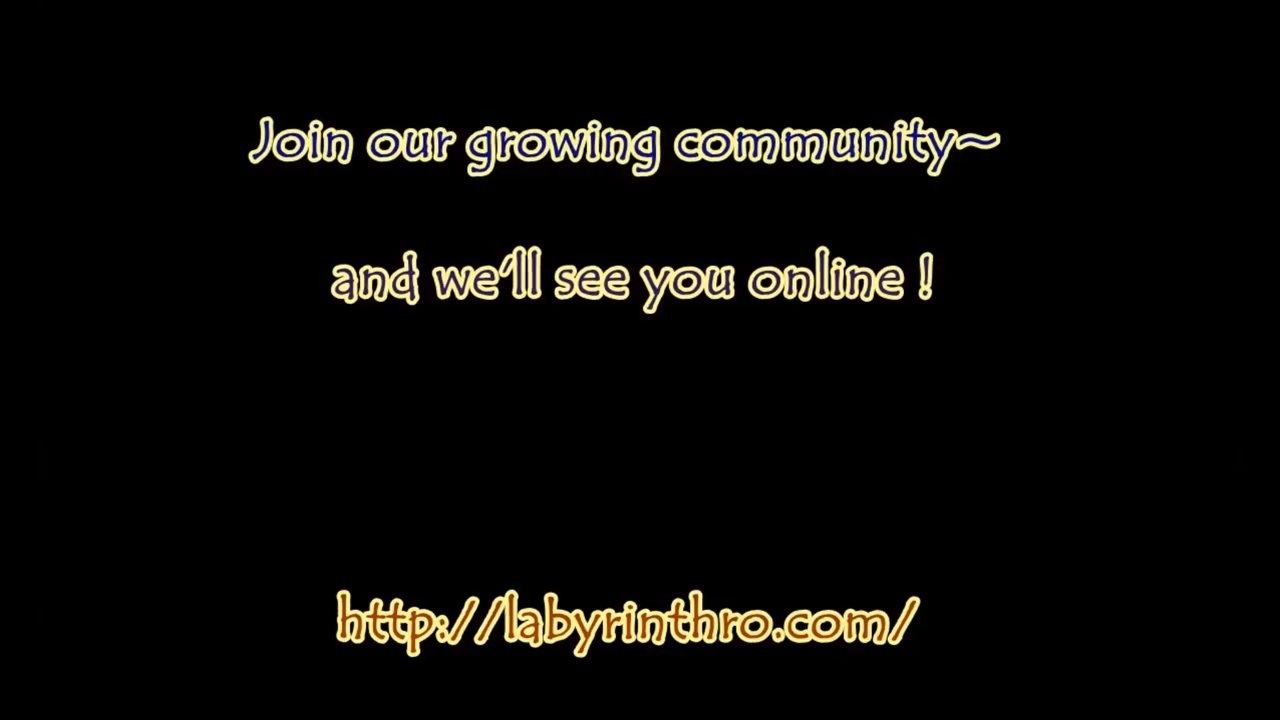 Join our growing community~
and we'll see you online !
http://labyrinthro.com/